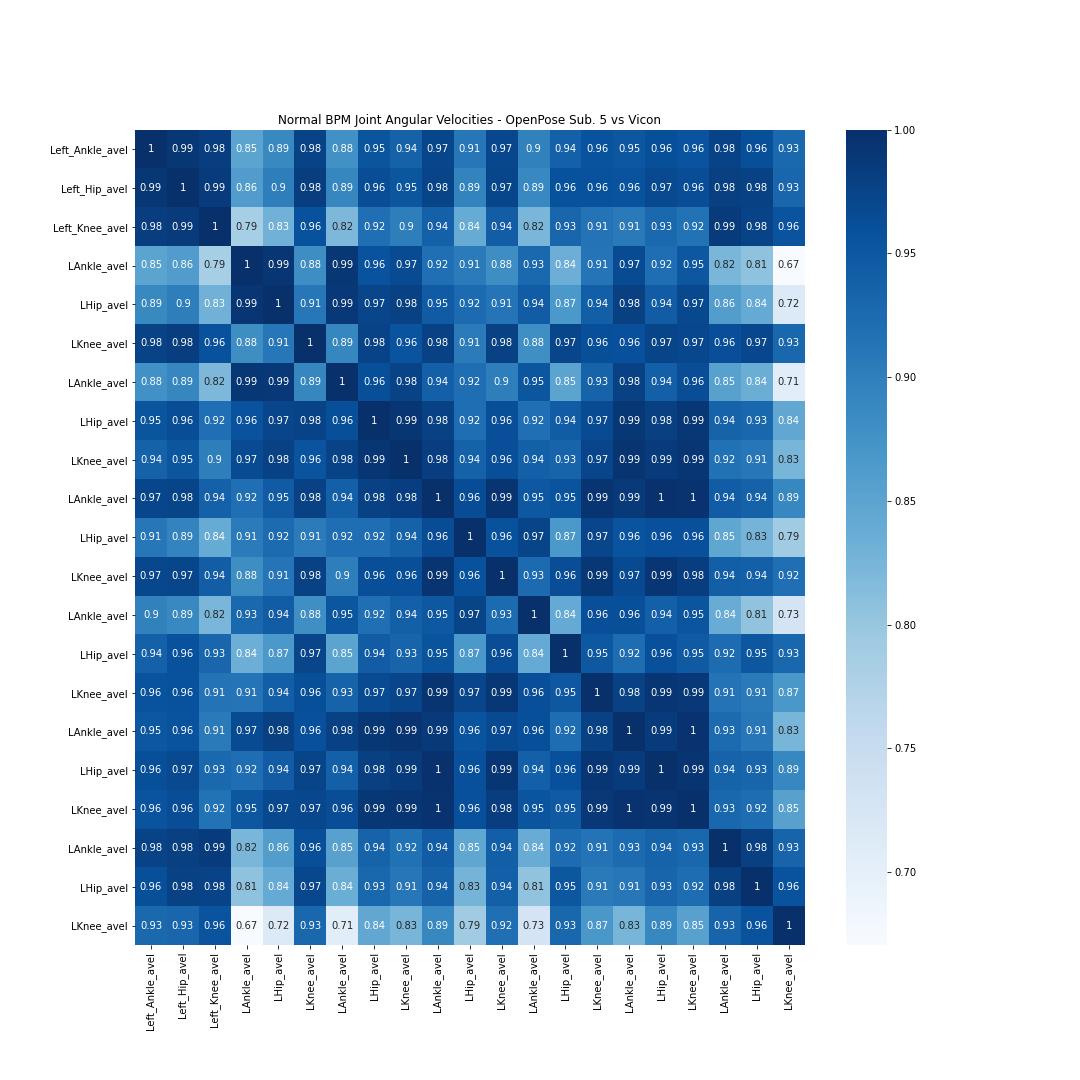 Normal BPM Joint Angular Velocities - OpenPose Sub. 5 vs Vicon
Left_Ankle_avel 1 0.99 0.98 0.85 0.89 0.98 0.88 0.95 0.94 0.97 0.91 0.97 0.9 0.94 0.96 0.95 0.96 0.96 0.98 0.96 0.93
Left_Hip_avel 0.99 1 0.99 0.86 0.9 0.98 0.89 0.96 0.95 0.98 0.89 0.97 0.89 0.96 0.96 0.96 0.97 0.96 0.98 0.98 0.93
Left_Knee_avel 0.98 0.99 1 0.79 0.83 0.96 0.82 0.92 0.9 0.94 0.84 0.94 0.82 0.93 0.91 0.91 0.93 0.92 0.99 0.98 0.96
LAnkle_avel 0.85 0.86 0.79 1 0.99 0.88 0.99 0.96 0.97 0.92 0.91 0.88 0.93 0.84 0.91 0.97 0.92 0.95 0.82 0.81 0.67
LHip_avel 0.89 0.9 0.83 0.99 1 0.91 0.99 0.97 0.98 0.95 0.92 0.91 0.94 0.87 0.94 0.98 0.94 0.97 0.86 0.84 0.72
LKnee_avel 0.98 0.98 0.96 0.88 0.91 1 0.89 0.98 0.96 0.98 0.91 0.98 0.88 0.97 0.96 0.96 0.97 0.97 0.96 0.97 0.93
LAnkle_avel 0.88 0.89 0.82 0.99 0.99 0.89 1 0.96 0.98 0.94 0.92 0.9 0.95 0.85 0.93 0.98 0.94 0.96 0.85 0.84 0.71
LHip_avel 0.95 0.96 0.92 0.96 0.97 0.98 0.96 1 0.99 0.98 0.92 0.96 0.92 0.94 0.97 0.99 0.98 0.99 0.94 0.93 0.84
LKnee_avel 0.94 0.95 0.9 0.97 0.98 0.96 0.98 0.99 1 0.98 0.94 0.96 0.94 0.93 0.97 0.99 0.99 0.99 0.92 0.91 0.83
LAnkle_avel 0.97 0.98 0.94 0.92 0.95 0.98 0.94 0.98 0.98 1 0.96 0.99 0.95 0.95 0.99 0.99 1 1 0.94 0.94 0.89
LHip_avel 0.91 0.89 0.84 0.91 0.92 0.91 0.92 0.92 0.94 0.96 1 0.96 0.97 0.87 0.97 0.96 0.96 0.96 0.85 0.83 0.79
LKnee_avel 0.97 0.97 0.94 0.88 0.91 0.98 0.9 0.96 0.96 0.99 0.96 1 0.93 0.96 0.99 0.97 0.99 0.98 0.94 0.94 0.92
LAnkle_avel 0.9 0.89 0.82 0.93 0.94 0.88 0.95 0.92 0.94 0.95 0.97 0.93 1 0.84 0.96 0.96 0.94 0.95 0.84 0.81 0.73
LHip_avel 0.94 0.96 0.93 0.84 0.87 0.97 0.85 0.94 0.93 0.95 0.87 0.96 0.84 1 0.95 0.92 0.96 0.95 0.92 0.95 0.93
LKnee_avel 0.96 0.96 0.91 0.91 0.94 0.96 0.93 0.97 0.97 0.99 0.97 0.99 0.96 0.95 1 0.98 0.99 0.99 0.91 0.91 0.87
LAnkle_avel 0.95 0.96 0.91 0.97 0.98 0.96 0.98 0.99 0.99 0.99 0.96 0.97 0.96 0.92 0.98 1 0.99 1 0.93 0.91 0.83
LHip_avel 0.96 0.97 0.93 0.92 0.94 0.97 0.94 0.98 0.99 1 0.96 0.99 0.94 0.96 0.99 0.99 1 0.99 0.94 0.93 0.89
LKnee_avel 0.96 0.96 0.92 0.95 0.97 0.97 0.96 0.99 0.99 1 0.96 0.98 0.95 0.95 0.99 1 0.99 1 0.93 0.92 0.85
LAnkle_avel 0.98 0.98 0.99 0.82 0.86 0.96 0.85 0.94 0.92 0.94 0.85 0.94 0.84 0.92 0.91 0.93 0.94 0.93 1 0.98 0.93
LHip_avel 0.96 0.98 0.98 0.81 0.84 0.97 0.84 0.93 0.91 0.94 0.83 0.94 0.81 0.95 0.91 0.91 0.93 0.92 0.98 1 0.96
LKnee_avel 0.93 0.93 0.96 0.67 0.72 0.93 0.71 0.84 0.83 0.89 0.79 0.92 0.73 0.93 0.87 0.83 0.89 0.85 0.93 0.96 1
Left_Ankle_avel
Left_Hip_avel
Left_Knee_avel
LAnkle_avel
LHip_avel
LKnee_avel
LAnkle_avel
LHip_avel
LKnee_avel
LAnkle_avel
LHip_avel
LKnee_avel
LAnkle_avel
LHip_avel
LKnee_avel
LAnkle_avel
LHip_avel
LKnee_avel
LAnkle_avel
LHip_avel
LKnee_avel
1.00
0.95
0.90
0.85
0.80
0.75
0.70